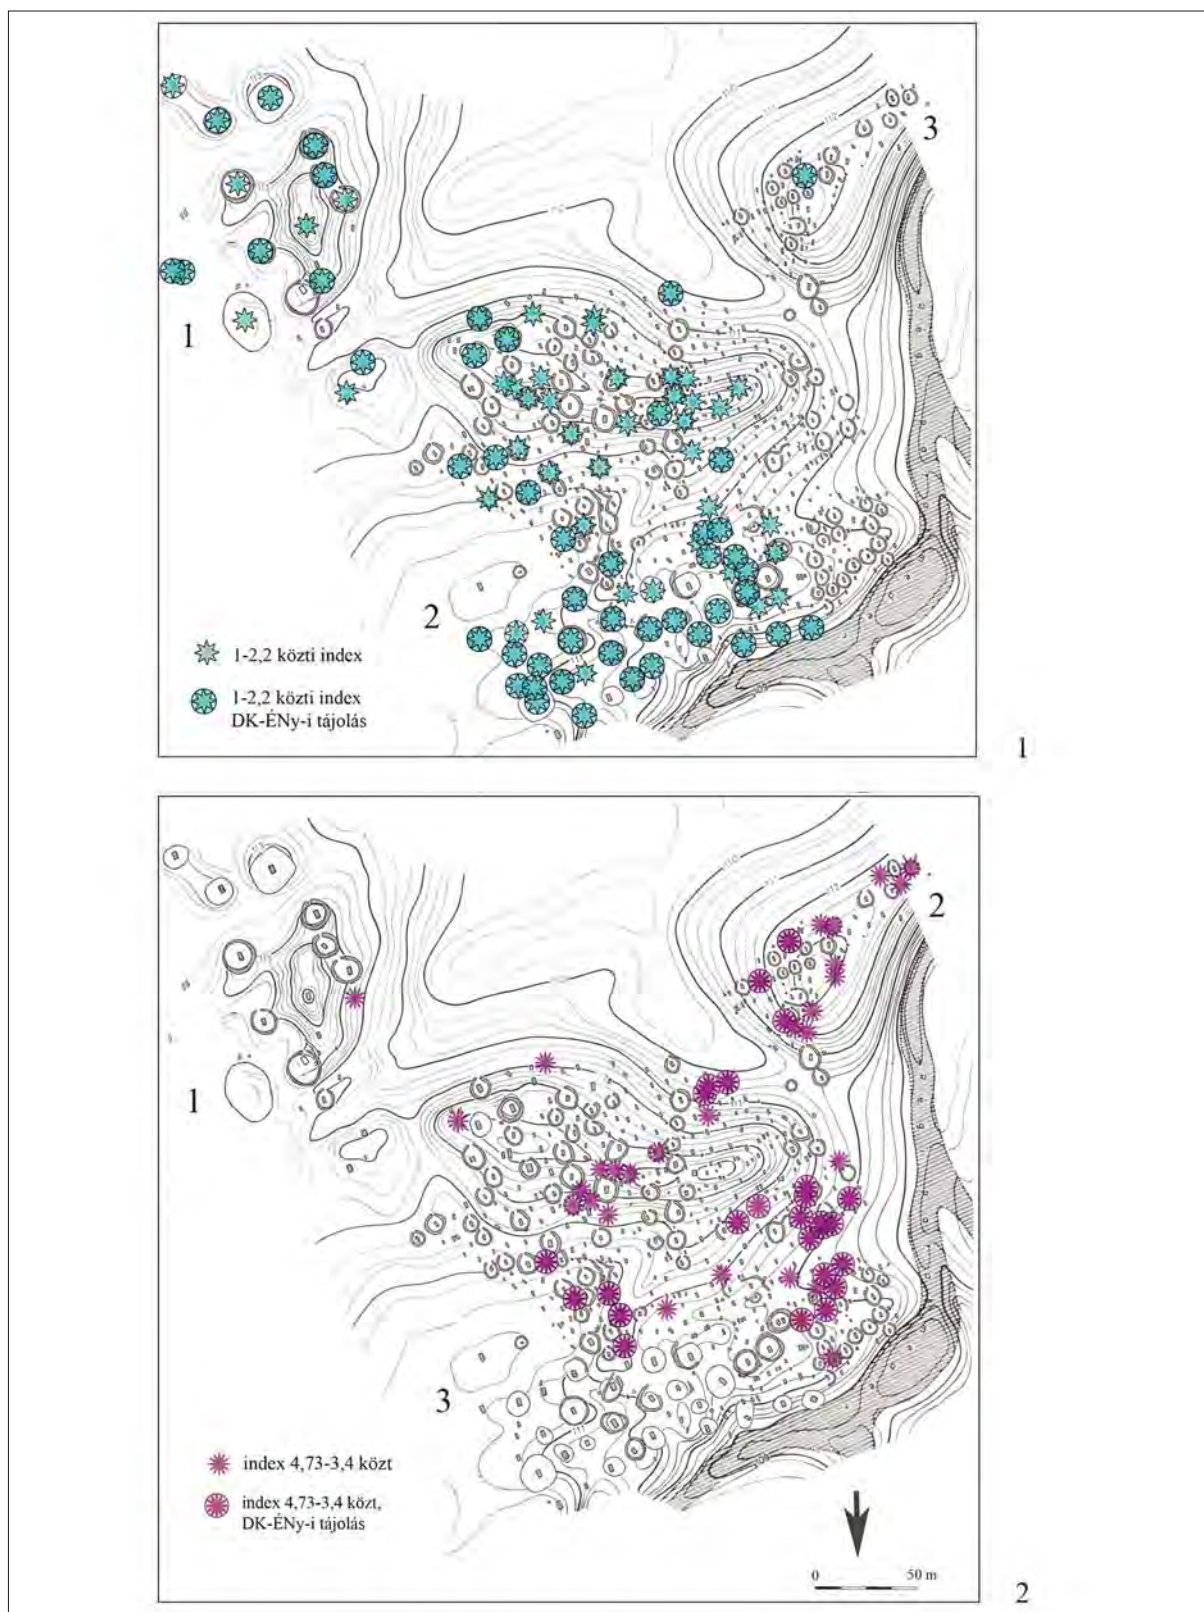 3
1
2
1-2,2 közti index
1-2,2 közti index
DK-ÉNy-i tájolás
1
2
1
3
index 4,73-3,4 közt
index 4,73-3,4 közt,
DK-ÉNy-i tájolás
0 50 m
2